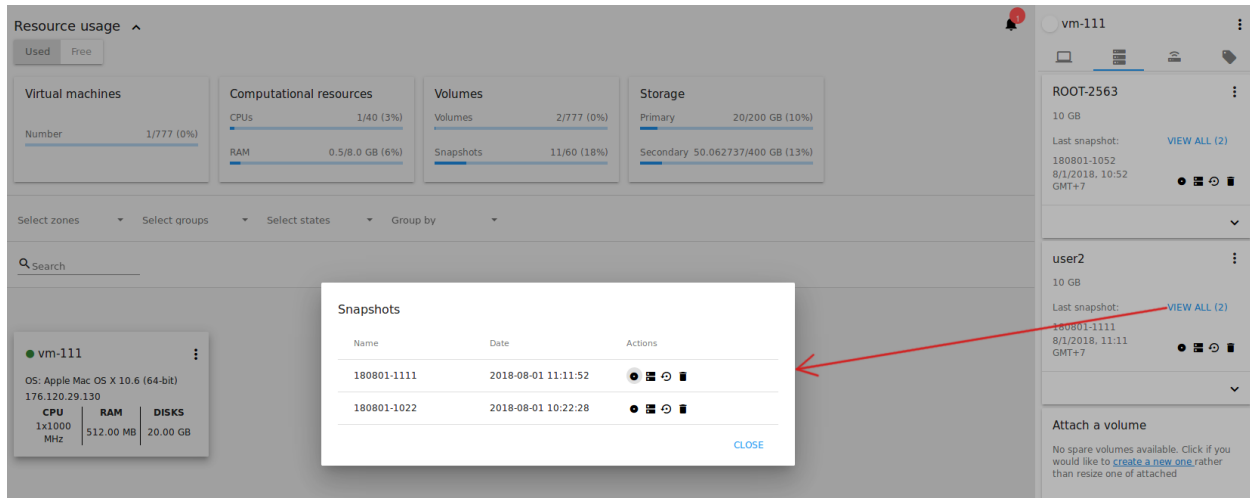 Resource usage
Used Free
Virtual machines
Number 1/777 (0%)
Computational resources
CPUs 1/40 (3%)
RAM 0.5/8.0 GB (6%)
Volumes
Volumes 2/777 (0%)
Snapshots 11/60 (18%)
Storage
Primary 20/200 GB (10%)
Secondary 50.062737/400 GB (13%)
1
Select zones Select groups Select states Group by
Search
vm-111
OS: Apple Mac OS X 10.6 (64-bit)
176.120.29.130
CPU RAM DISKS
1x1000
MHz
512.00 MB 20.00 GB
Snapshots
Name Date Actions
180801-1111 2018-08-01 11:11:52
180801-1022 2018-08-01 10:22:28
CLOSE
vm-111
ROOT-2563
10 GB
Last snapshot: VIEW ALL (2)
180801-1052
8/1/2018, 10:52
GMT+7
user2
10 GB
Last snapshot: VIEW ALL (2)
180801-1111
8/1/2018, 11:11
GMT+7
Attach a volume
No spare volumes available. Click if you
would like to create a new one rather
than resize one of attached